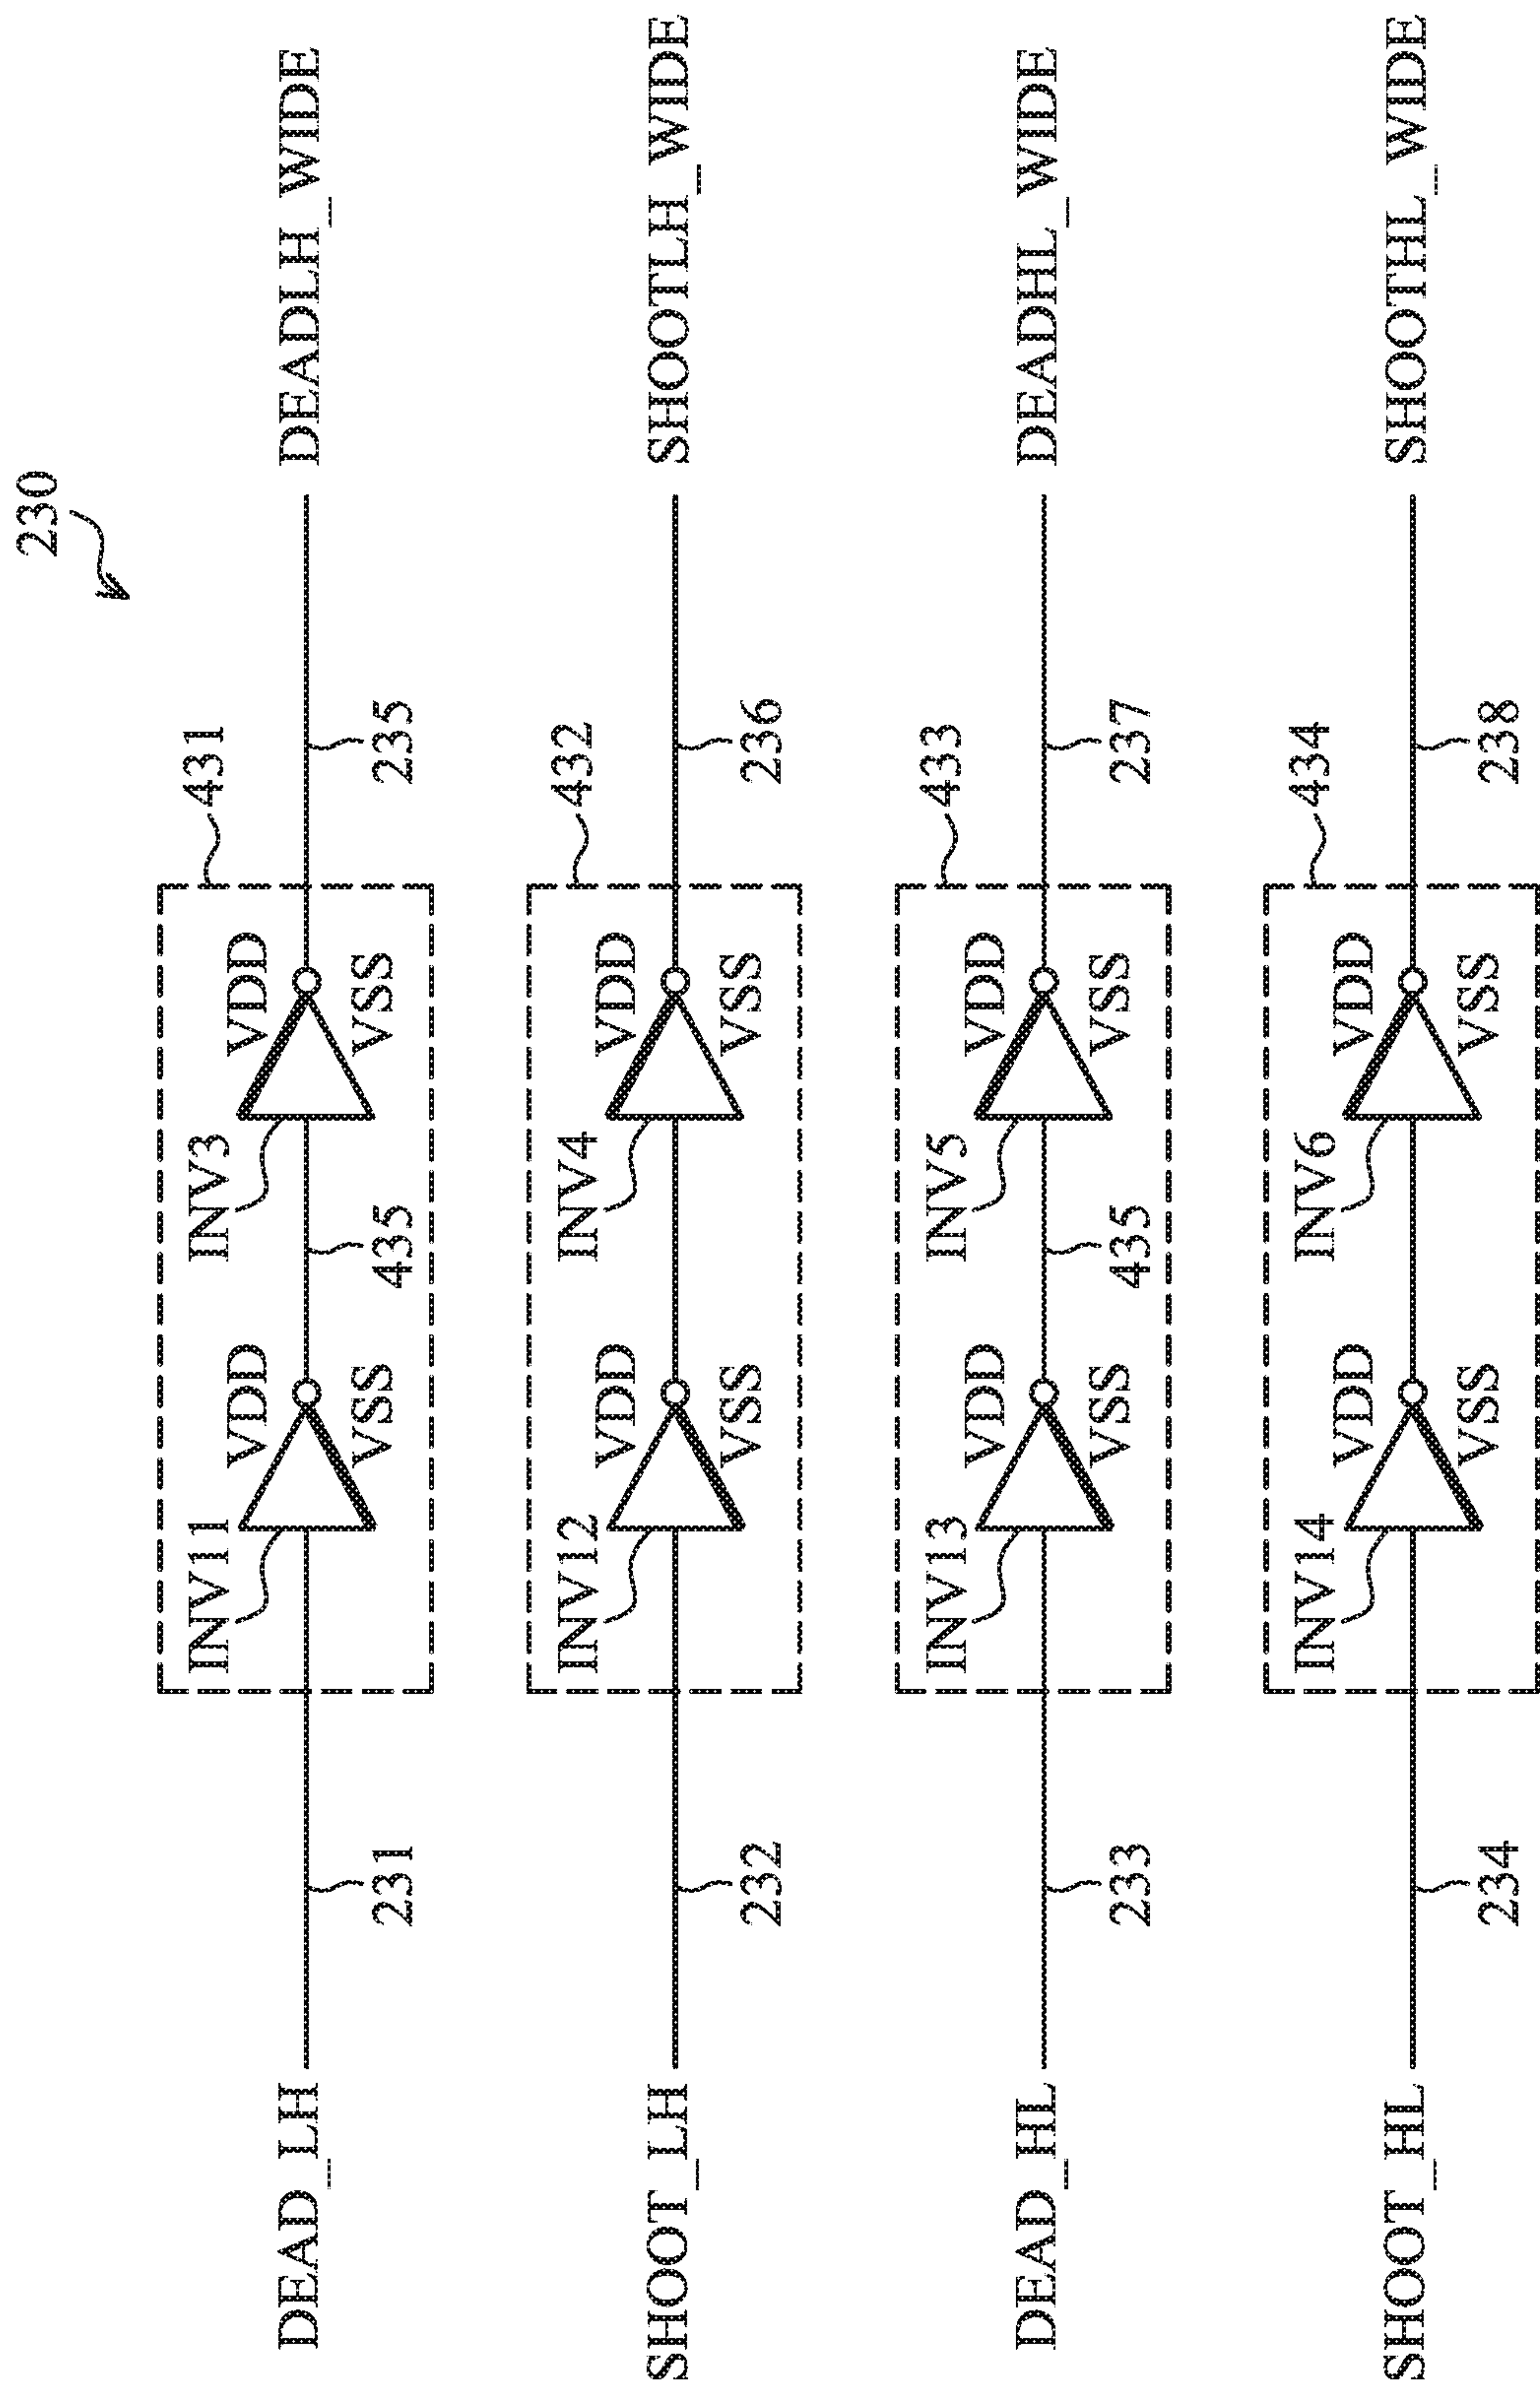 230
431
INV11
VDD
INV3
VDD
DEAD_LH
DEADLH_WIDE
231
VSS
435
VSS
235
432
INV12
VDD
INV4
VDD
SHOOT_LH
SHOOTLH_WIDE
232
VSS
VSS
236
433
INV13
VDD
INV5
VDD
DEAD_HL
DEADHL_WIDE
233
VSS
435
VSS
237
434
INV14
VDD
INV6
VDD
SHOOT_HL
SHOOTHL_WIDE
234
VSS
VSS
238